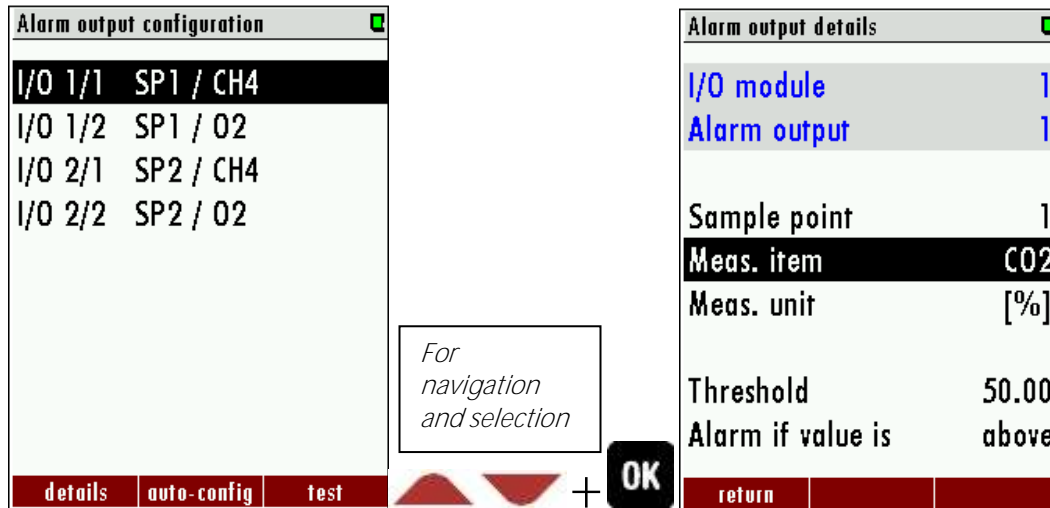 Alarm output configuration
I/O 1/1 SP1 / CH4
I/O 1/2 SP1 / O2
I/O 2/1 SP2 / CH4
I/O 2/2 SP2 / O2
details auto-config test
For
navigation
and selection
+ OK
Alarm output details
I/O module 1
Alarm output 1
Sample point 1
Meas. item CO2
Meas. unit [%]
Threshold 50.00
Alarm if value is above
return